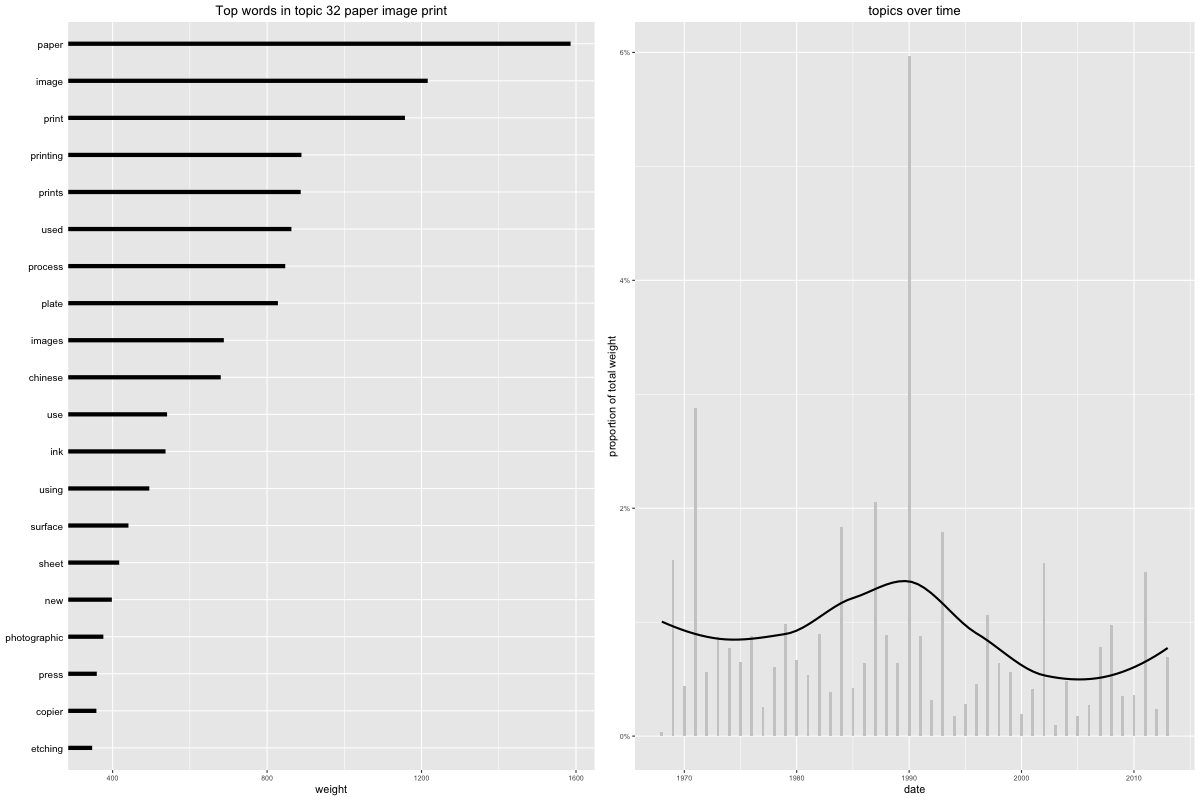 Top words in topic 32 paper image print
paper
image
print
printing
prints
used
process
plate
images
chinese
use
ink
using
surface
sheet
new
photographic
press
copier
etching
400 800 1200 1600
weight
topics over time
proportion of total weight
6%
4%
2%
0%
1970 1980 1990 2000 2010
date